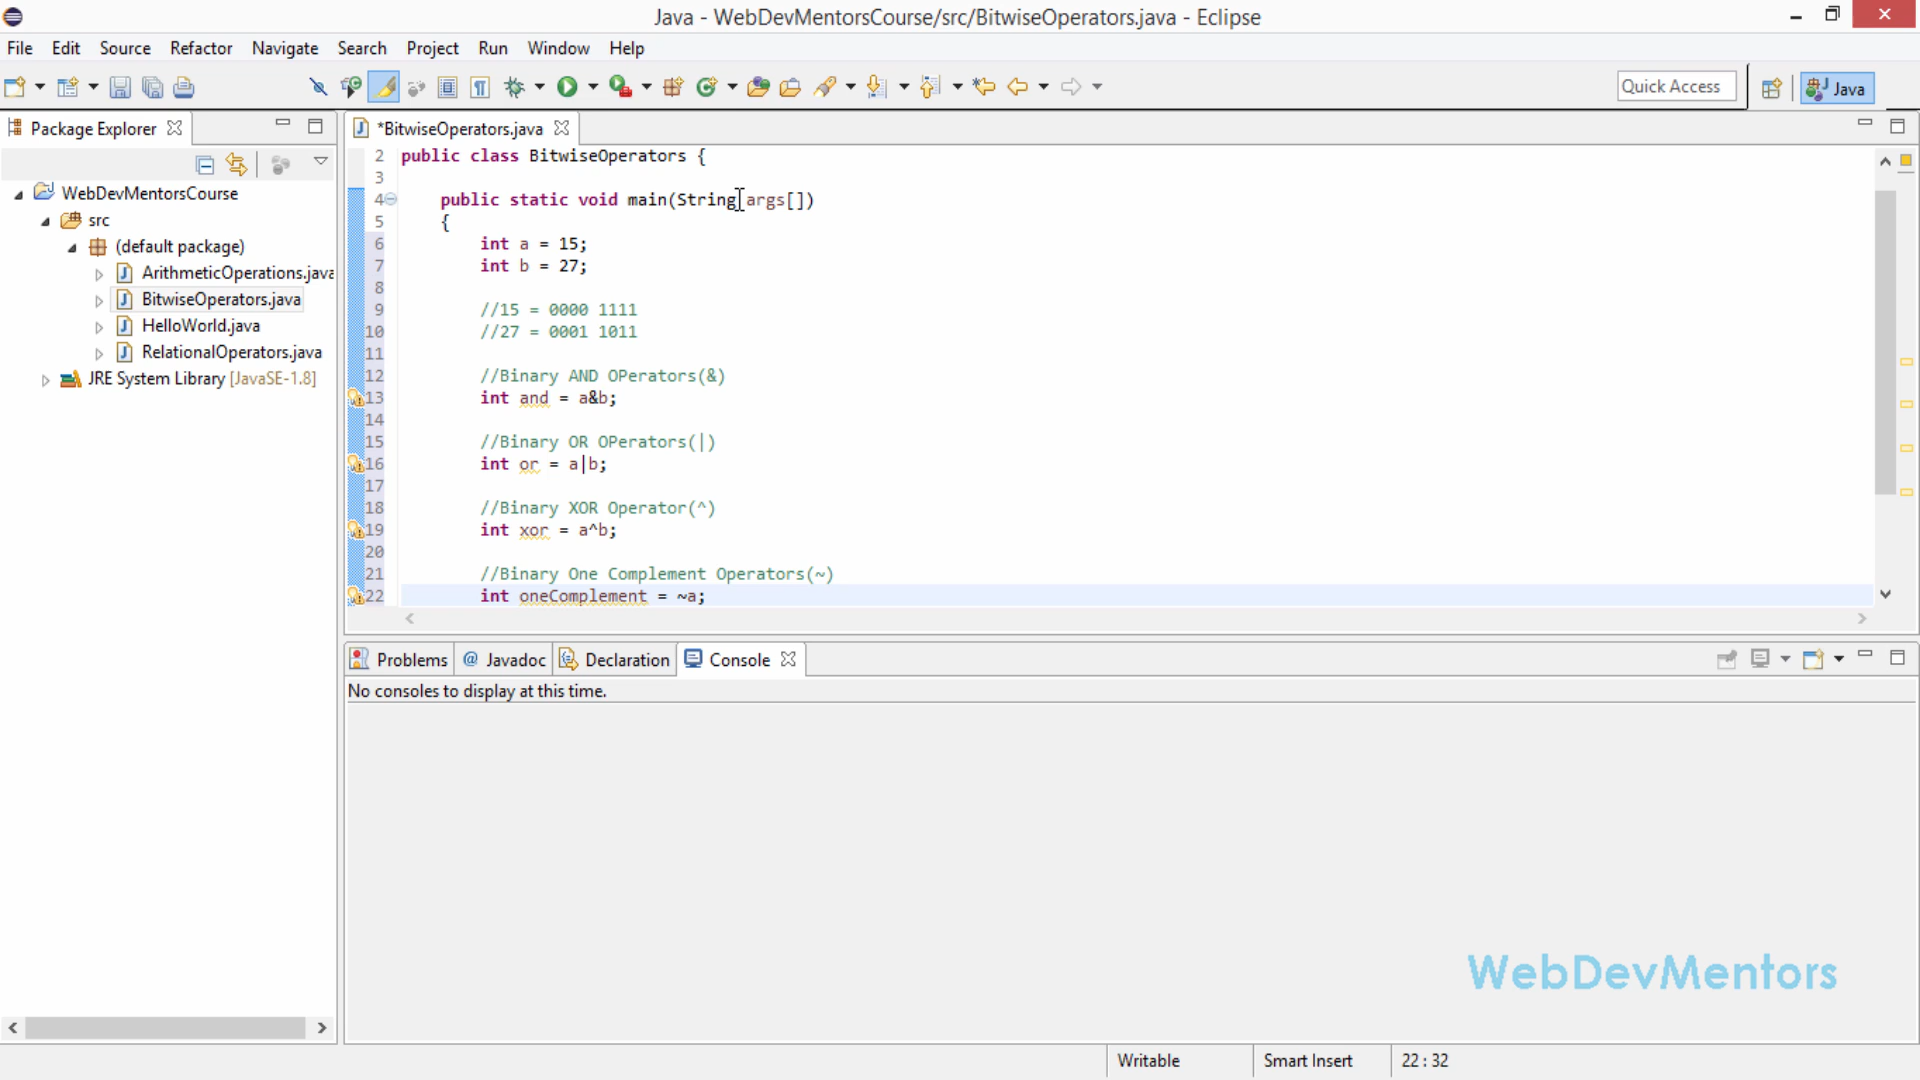 Java - WebDevMentorsCourse/src/BitwiseOperators.java - Eclipse
File Edit Source Refactor Navigate Search Project Run Window Help
Quick Access
Java
Package Explorer
WebDevMentorsCourse
src
(default package)
ArithmeticOperations.java
BitwiseOperators.java
HelloWorld.java
RelationalOperators.java
JRE System Library [JavaSE-1.8]
*BitwiseOperators.java
2 public class BitwiseOperators {
3
4 public static void main(String args[])
5 {
6 int a = 15;
7 int b = 27;
8
9 //15 = 0000 1111
10 //27 = 0001 1011
11
12 //Binary AND OPerators(&)
13 int and = a&b;
14
15 //Binary OR OPerators(|)
16 int or = a|b;
17
18 //Binary XOR Operator(^)
19 int xor = a^b;
20
21 //Binary One Complement Operators(~)
22 int oneComplement = ~a;
Problems @ Javadoc Declaration Console
No consoles to display at this time.
WebDevMentors
Writable Smart Insert 22 : 32